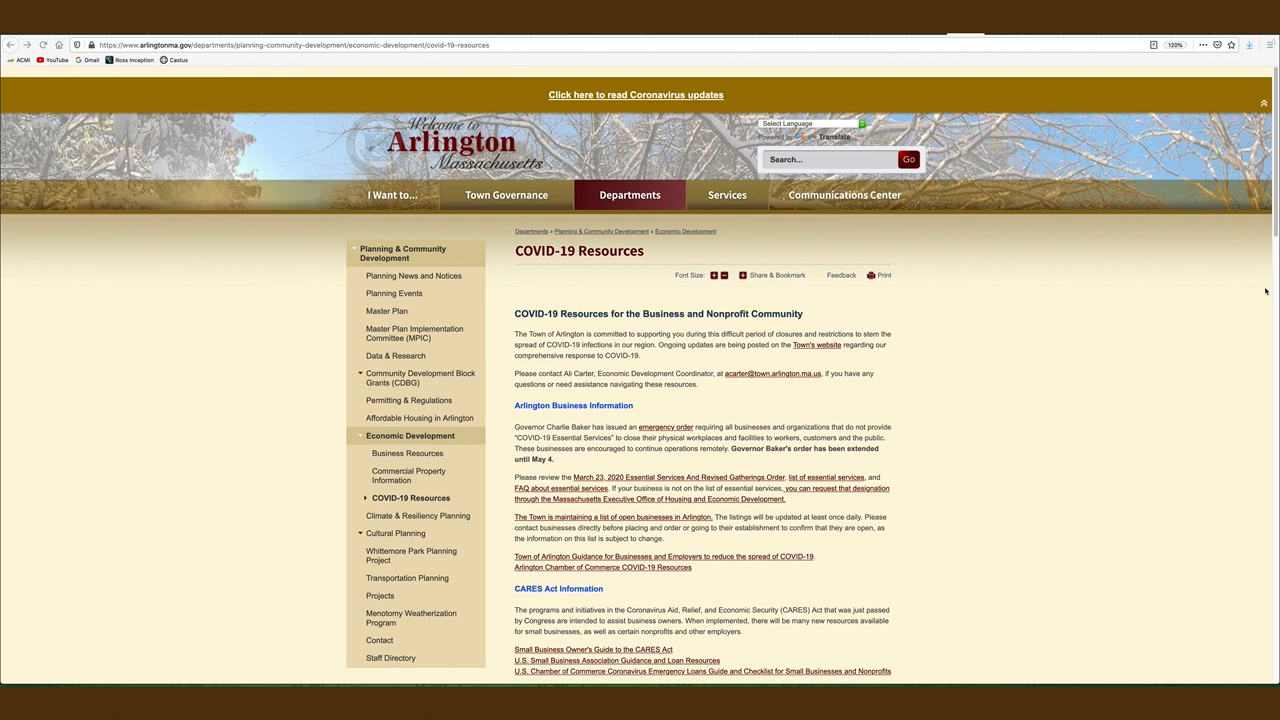 https://www.arlingtonma.gov/departments/planning-community-development/economic-development/covid-19-resources
120%
ACMi YouTube Gmail Ross Inception Castus
Click here to read Coronavirus updates
Welcome to
Arlington
Massachusetts
Select Language
Powered by Google Translate
Search...
Go
I Want to...
Town Governance
Departments
Services
Communications Center
Departments » Planning & Community Development » Economic Development
COVID-19 Resources
Font Size:
Share & Bookmark
Feedback
Print
Planning & Community
Development
Planning News and Notices
Planning Events
Master Plan
Master Plan Implementation
Committee (MPIC)
Data & Research
Community Development Block
Grants (CDBG)
Permitting & Regulations
Affordable Housing in Arlington
Economic Development
Business Resources
Commercial Property
Information
COVID-19 Resources
Climate & Resiliency Planning
Cultural Planning
Whittemore Park Planning
Project
Transportation Planning
Projects
Menotomy Weatherization
Program
Contact
Staff Directory
COVID-19 Resources for the Business and Nonprofit Community
The Town of Arlington is committed to supporting you during this difficult period of closures and restrictions to stem the
spread of COVID-19 infections in our region. Ongoing updates are being posted on the Town's website regarding our
comprehensive response to COVID-19.
Please contact Ali Carter, Economic Development Coordinator, at acarter@town.arlington.ma.us, if you have any
questions or need assistance navigating these resources.
Arlington Business Information
Governor Charlie Baker has issued an emergency order requiring all businesses and organizations that do not provide
“COVID-19 Essential Services” to close their physical workplaces and facilities to workers, customers and the public.
These businesses are encouraged to continue operations remotely. Governor Baker's order has been extended
until May 4.
Please review the March 23, 2020 Essential Services And Revised Gatherings Order, list of essential services, and
FAQ about essential services. If your business is not on the list of essential services, you can request that designation
through the Massachusetts Executive Office of Housing and Economic Development.
The Town is maintaining a list of open businesses in Arlington. The listings will be updated at least once daily. Please
contact businesses directly before placing and order or going to their establishment to confirm that they are open, as
the information on this list is subject to change.
Town of Arlington Guidance for Businesses and Employers to reduce the spread of COVID-19.
Arlington Chamber of Commerce COVID-19 Resources
CARES Act Information
The programs and initiatives in the Coronavirus Aid, Relief, and Economic Security (CARES) Act that was just passed
by Congress are intended to assist business owners. When implemented, there will be many new resources available
for small businesses, as well as certain nonprofits and other employers.
Small Business Owner's Guide to the CARES Act
U.S. Small Business Association Guidance and Loan Resources
U.S. Chamber of Commerce Coronavirus Emergency Loans Guide and Checklist for Small Businesses and Nonprofits